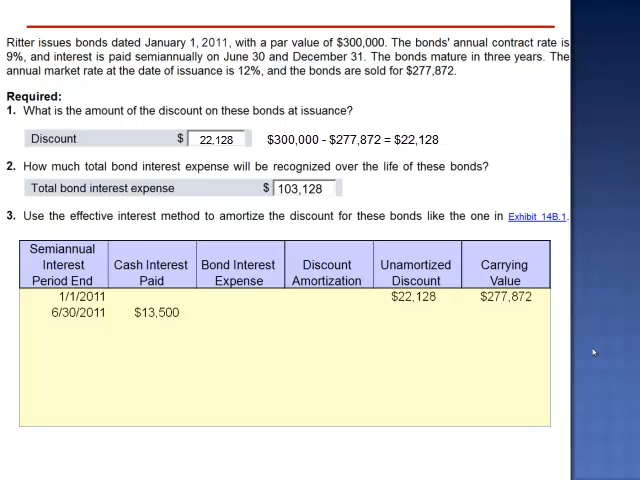 Ritter issues bonds dated January 1, 2011, with a par value of $300,000. The bonds' annual contract rate is
9%, and interest is paid semiannually on June 30 and December 31. The bonds mature in three years. The
annual market rate at the date of issuance is 12%, and the bonds are sold for $277,872.
Required:
1. What is the amount of the discount on these bonds at issuance?
Discount $ 22,128 $300,000 - $277,872 = $22,128
2. How much total bond interest expense will be recognized over the life of these bonds?
Total bond interest expense $ 103,128
3. Use the effective interest method to amortize the discount for these bonds like the one in Exhibit 14B.1.
Semiannual
Interest Cash Interest Bond Interest Discount Unamortized Carrying
Period End Paid Expense Amortization Discount Value
1/1/2011 $22,128 $277,872
6/30/2011 $13,500